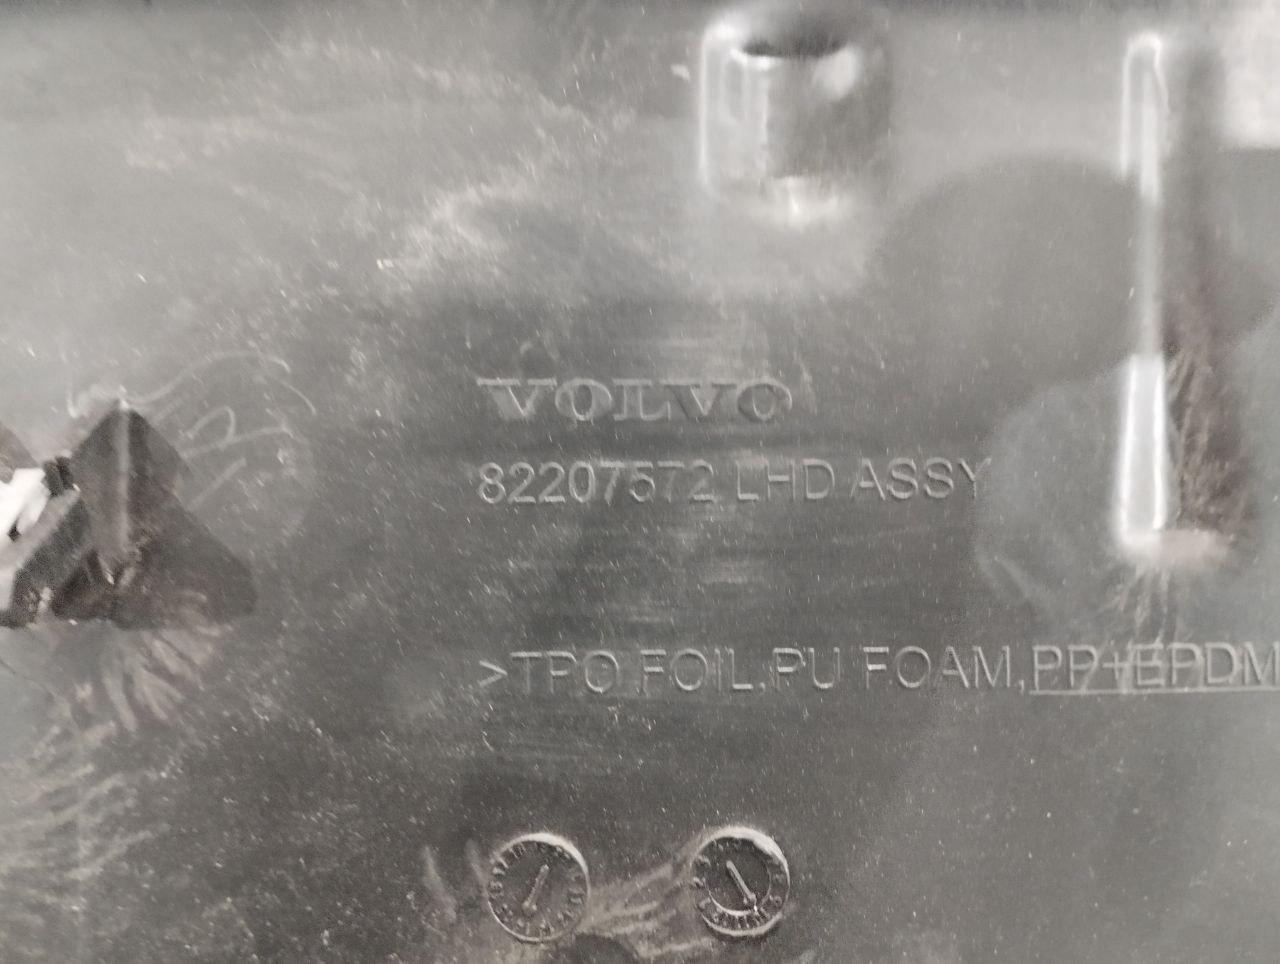 VOLVO
82207572 LHD ASSY
>TPO FOIL,PU FOAM,PP+EPDM